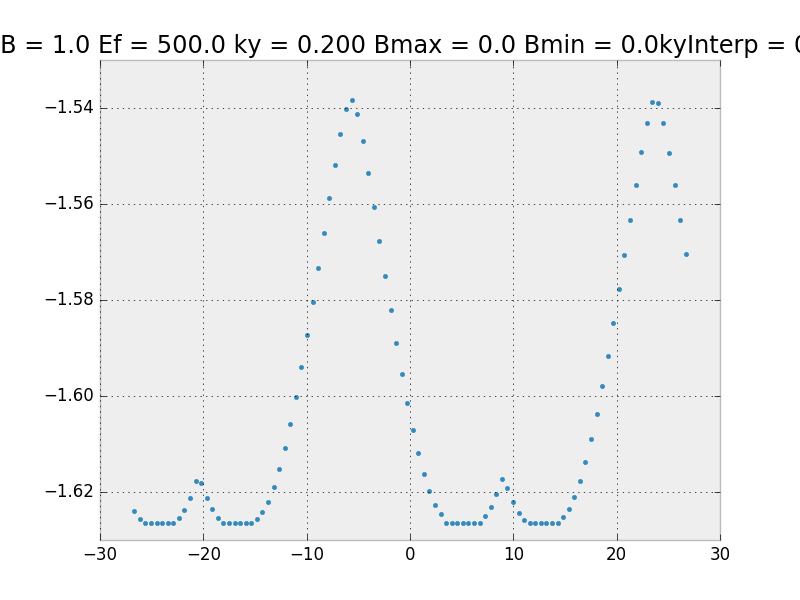 B = 1.0 Ef = 500.0 ky = 0.200 Bmax = 0.0 Bmin = 0.0kyInterp =
−1.54
−1.56
−1.58
−1.60
−1.62
−30 −20 −10 0 10 20 30